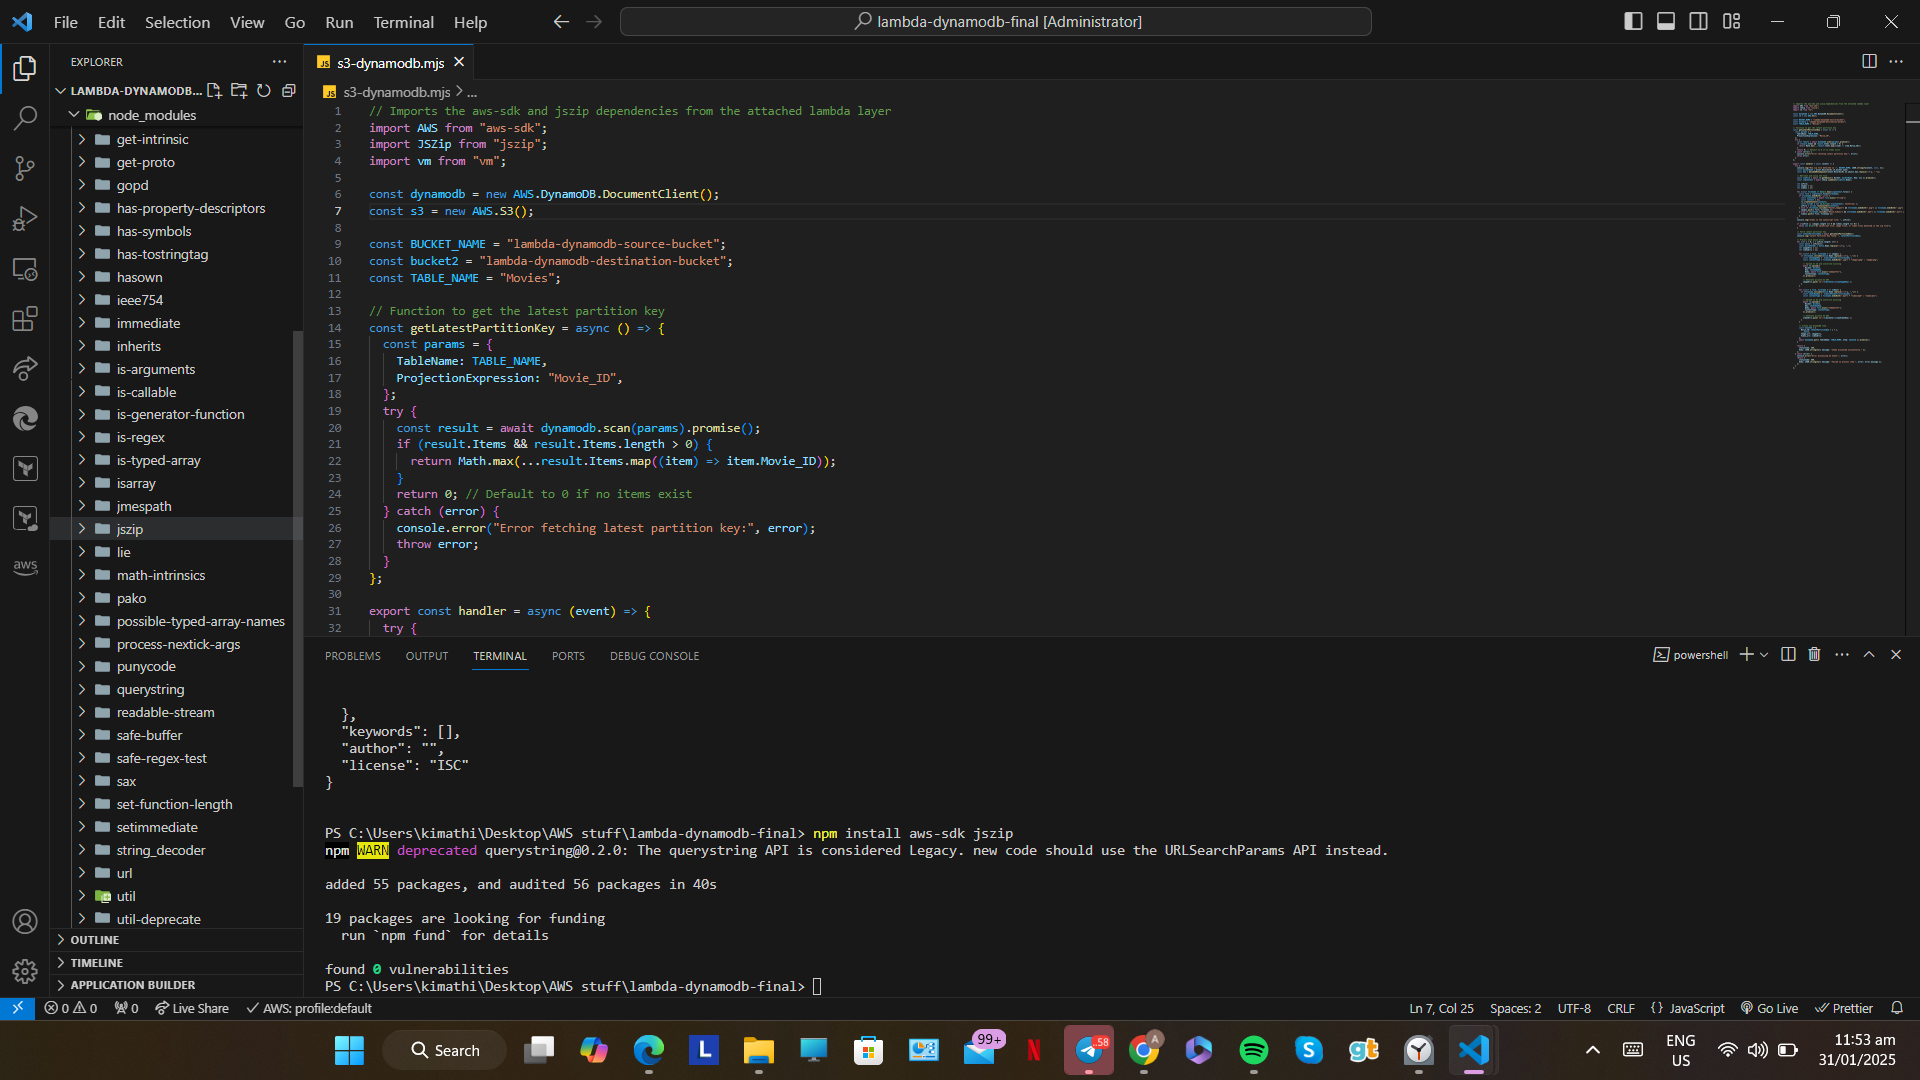 File Edit Selection View Go Run Terminal Help
lambda-dynamodb-final [Administrator]
EXPLORER
LAMBDA-DYNAMODB...
node_modules
get-intrinsic
get-proto
gopd
has-property-descriptors
has-symbols
has-tostringtag
hasown
ieee754
immediate
inherits
is-arguments
is-callable
is-generator-function
is-regex
is-typed-array
isarray
jmespath
jszip
lie
math-intrinsics
pako
possible-typed-array-names
process-nextick-args
punycode
querystring
readable-stream
safe-buffer
safe-regex-test
sax
set-function-length
setimmediate
string_decoder
url
util
util-deprecate
OUTLINE
TIMELINE
APPLICATION BUILDER
aws
JS s3-dynamodb.mjs
JS s3-dynamodb.mjs > ...
1 // Imports the aws-sdk and jszip dependencies from the attached lambda layer
2 import AWS from "aws-sdk";
3 import JSZip from "jszip";
4 import vm from "vm";
5
6 const dynamodb = new AWS.DynamoDB.DocumentClient();
7 const s3 = new AWS.S3();
8
9 const BUCKET_NAME = "lambda-dynamodb-source-bucket";
10 const bucket2 = "lambda-dynamodb-destination-bucket";
11 const TABLE_NAME = "Movies";
12
13 // Function to get the latest partition key
14 const getLatestPartitionKey = async () => {
15 const params = {
16 TableName: TABLE_NAME,
17 ProjectionExpression: "Movie_ID",
18 };
19 try {
20 const result = await dynamodb.scan(params).promise();
21 if (result.Items && result.Items.length > 0) {
22 return Math.max(...result.Items.map((item) => item.Movie_ID));
23 }
24 return 0; // Default to 0 if no items exist
25 } catch (error) {
26 console.error("Error fetching latest partition key:", error);
27 throw error;
28 }
29 };
30
31 export const handler = async (event) => {
32 try {
PROBLEMS OUTPUT TERMINAL PORTS DEBUG CONSOLE
powershell
},
"keywords": [],
"author": "",
"license": "ISC"
}
PS C:\Users\kimathi\Desktop\AWS stuff\lambda-dynamodb-final> npm install aws-sdk jszip
npm WARN deprecated querystring@0.2.0: The querystring API is considered Legacy. new code should use the URLSearchParams API instead.
added 55 packages, and audited 56 packages in 40s
19 packages are looking for funding
run `npm fund` for details
found 0 vulnerabilities
PS C:\Users\kimathi\Desktop\AWS stuff\lambda-dynamodb-final>
0 0 0 Live Share AWS: profile:default
Ln 7, Col 25 Spaces: 2 UTF-8 CRLF {} JavaScript Go Live Prettier
Search
L
99+
N
..58
A
S
gt
ENG
US
11:53 am
31/01/2025